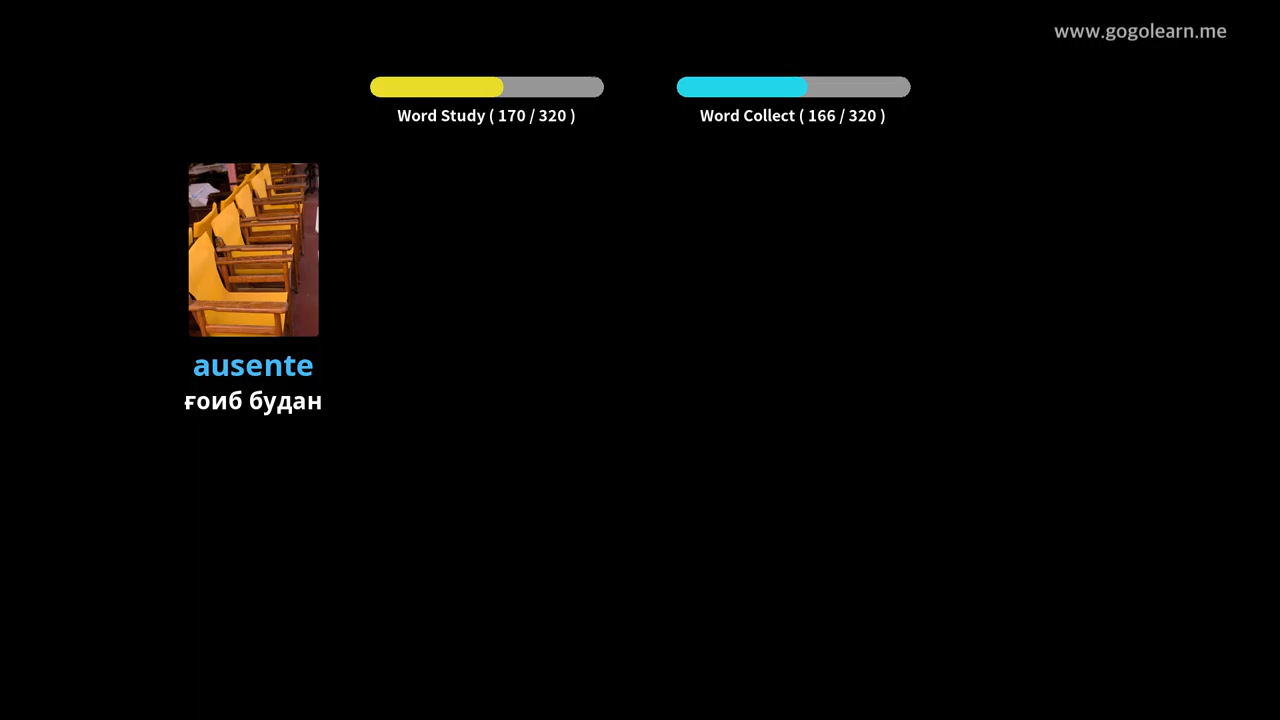 www.gogolearn.me
Word Study ( 170 / 320 )
Word Collect ( 166 / 320 )
ausente
ғоиб будан